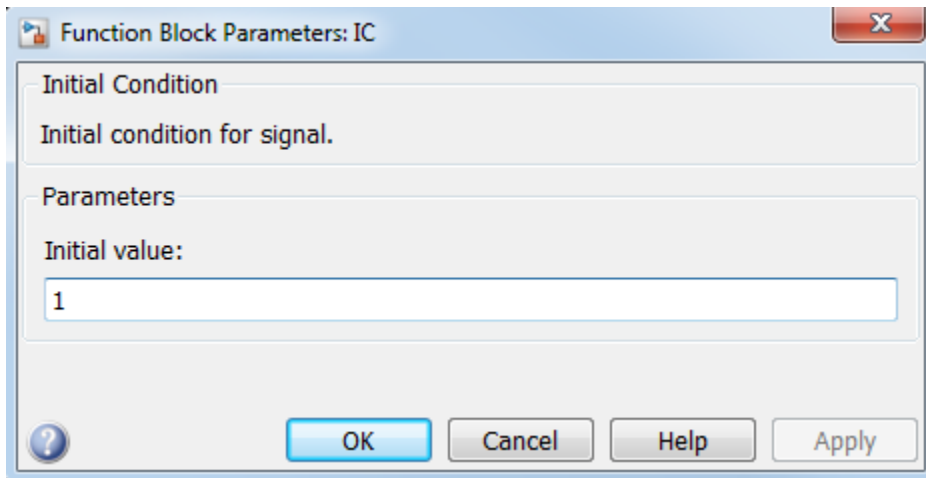 Function Block Parameters: IC
x
Initial Condition
Initial condition for signal.
Parameters
Initial value:
1
?
OK
Cancel
Help
Apply